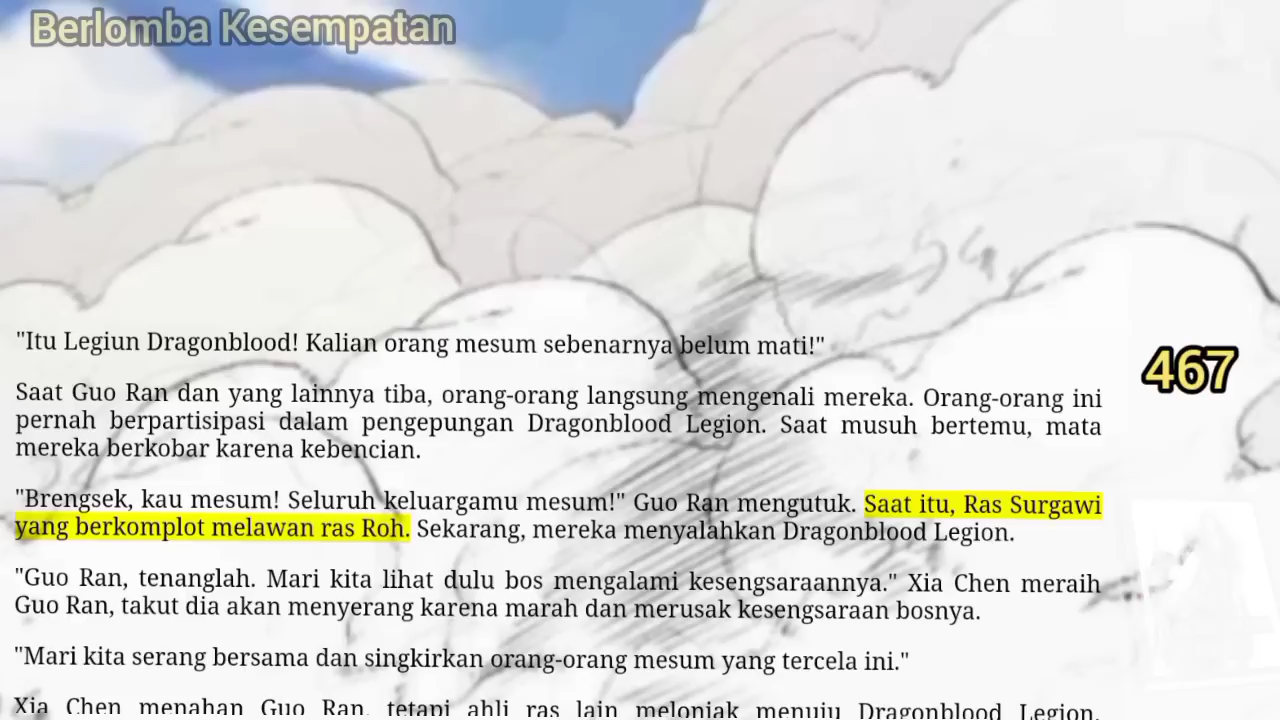 Berlomba Kesempatan
"Itu Legiun Dragonblood! Kalian orang mesum sebenarnya belum mati!"
467
Saat Guo Ran dan yang lainnya tiba, orang-orang langsung mengenali mereka. Orang-orang ini
pernah berpartisipasi dalam pengepungan Dragonblood Legion. Saat musuh bertemu, mata
mereka berkobar karena kebencian.
"Brengsek, kau mesum! Seluruh keluargamu mesum!" Guo Ran mengutuk. Saat itu, Ras Surgawi
yang berkomplot melawan ras Roh. Sekarang, mereka menyalahkan Dragonblood Legion.
"Guo Ran, tenanglah. Mari kita lihat dulu bos mengalami kesengsaraannya." Xia Chen meraih
Guo Ran, takut dia akan menyerang karena marah dan merusak kesengsaraan bosnya.
"Mari kita serang bersama dan singkirkan orang-orang mesum yang tercela ini."
Xia Chen menahan Guo Ran, tetapi ahli ras lain melonjak menuju Dragonblood Legion.